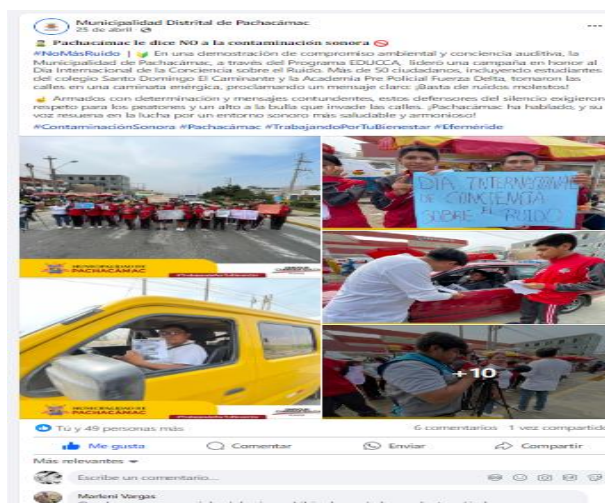 Municipalidad Distrital de Pachacámac
25 de abril
Pachacámac le dice NO a la contaminación sonora
#NoMásRuido | En una demostración de compromiso ambiental y conciencia auditiva, la
Municipalidad de Pachacámac, a través del Programa EDUCCA, lideró una campaña en honor al
Día Internacional de la Conciencia sobre el Ruido. Más de 50 ciudadanos, incluyendo estudiantes
del colegio Santo Domingo El Caminante y la Academia Pre Policial Fuerza Delta, tomaron las
calles en una caminata enérgica, proclamando un mensaje claro: ¡Basta de ruidos molestos!
Armados con determinación y mensajes contundentes, estos defensores del silencio exigieron
respeto para los peatones y un alto a la bulla que invade las calles. ¡Pachacámac ha hablado, y su
voz resuena en la lucha por un entorno sonoro más saludable y armonioso!
#ContaminaciónSonora #Pachacámac #TrabajandoPorTuBienestar #Efeméride
DIA INTERNACIONAL
DE CONCIENCIA
SOBRE EL RUIDO
MUNICIPALIDAD DE
PACHACÁMAC
MUNICIPALIDAD DE
PACHACÁMAC
+10
Tú y 49 personas más
6 comentarios 1 vez compartido
Me gusta
Comentar
Enviar
Compartir
Más relevantes
Escribe un comentario...
Marleni Vargas